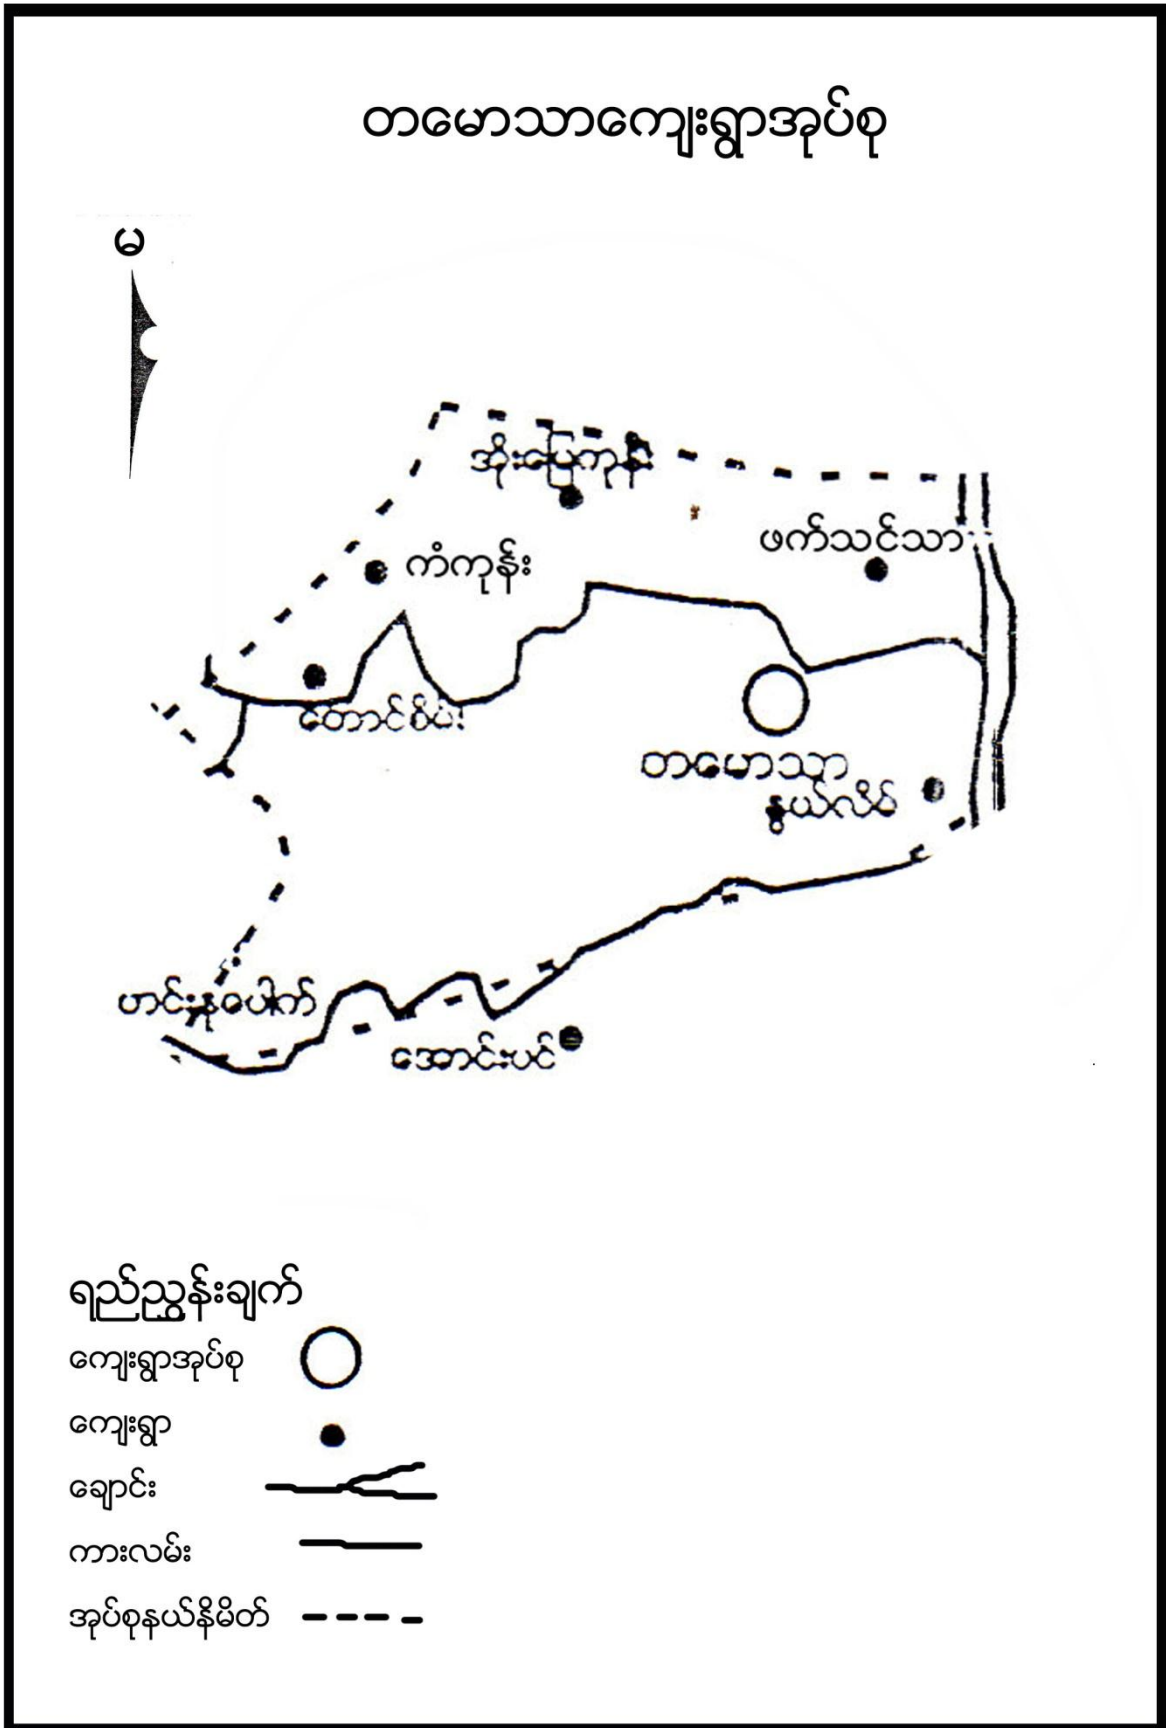 တမောသာကျေးရွာအုပ်စု
မ
အိုးမြေကုန်း
ဖက်သင်သာ
ကံကုန်း
တောင်စမ်း
တမောသာ
နွယ်လိမ်
ဟင်းနုပေါက်
အောင်းပင်
ရည်ညွှန်းချက်
ကျေးရွာအုပ်စု
ကျေးရွာ
ချောင်း
ကားလမ်း
အုပ်စုနယ်နိမိတ်